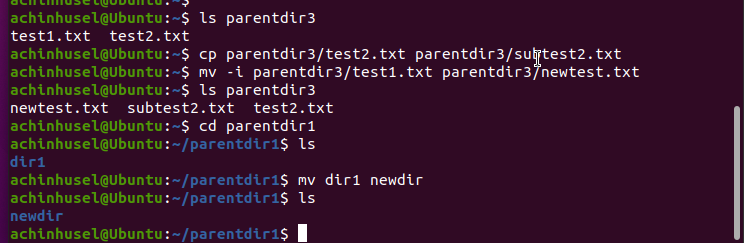 achinhusel@Ubuntu:~$
achinhusel@Ubuntu:~$ ls parentdir3
test1.txt  test2.txt
achinhusel@Ubuntu:~$ cp parentdir3/test2.txt parentdir3/subtest2.txt
achinhusel@Ubuntu:~$ mv -i parentdir3/test1.txt parentdir3/newtest.txt
achinhusel@Ubuntu:~$ ls parentdir3
newtest.txt  subtest2.txt  test2.txt
achinhusel@Ubuntu:~$ cd parentdir1
achinhusel@Ubuntu:~/parentdir1$ ls
dir1
achinhusel@Ubuntu:~/parentdir1$ mv dir1 newdir
achinhusel@Ubuntu:~/parentdir1$ ls
newdir
achinhusel@Ubuntu:~/parentdir1$